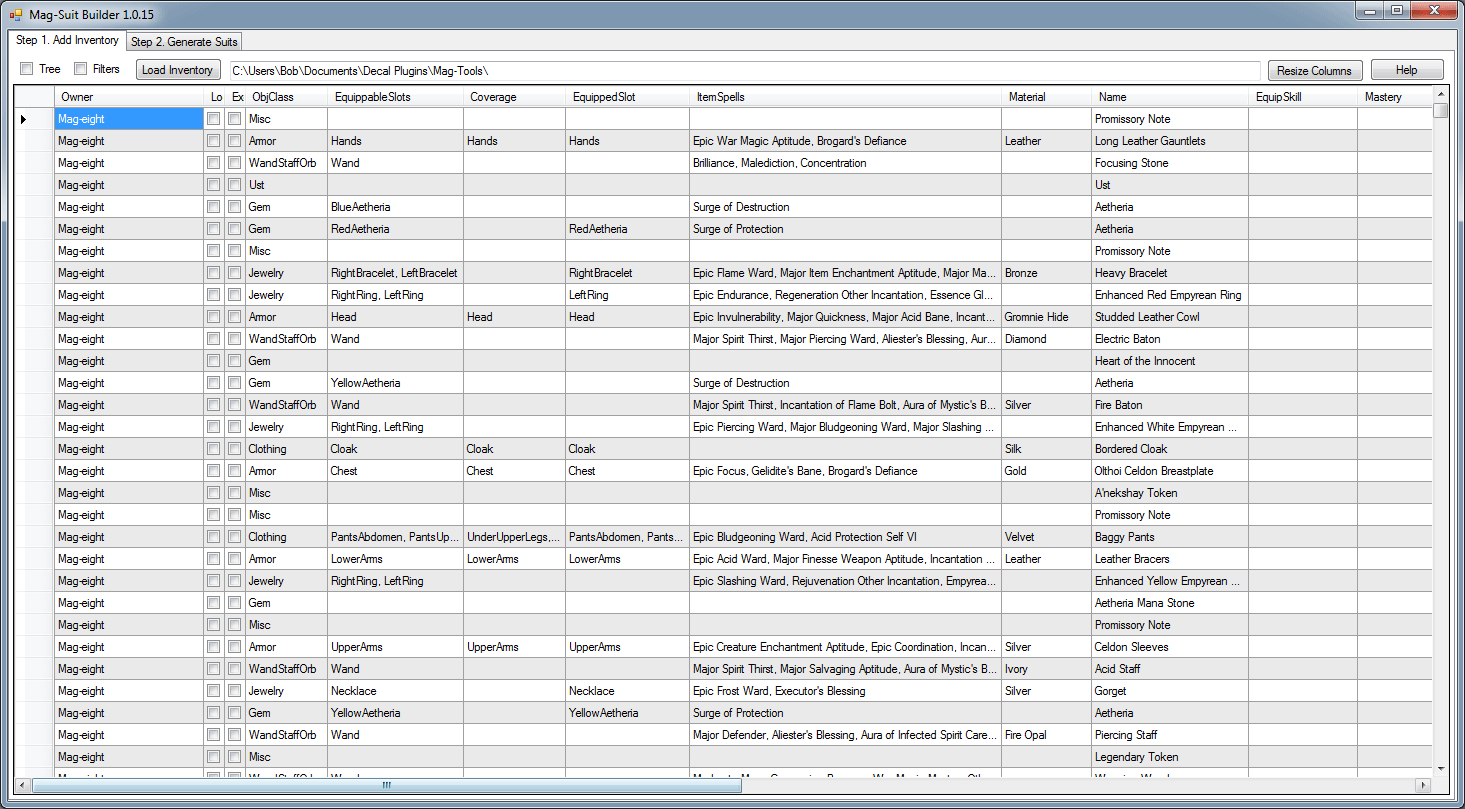 Mag-Suit Builder 1.0.15
Step 1. Add Inventory Step 2. Generate Suits
Tree Filters Load Inventory C:\Users\Bob\Documents\Decal Plugins\Mag-Tools\ Resize Columns Help
Owner Lo Ex ObjClass EquippableSlots Coverage EquippedSlot ItemSpells Material Name EquipSkill Mastery
Mag-eight Misc Promissory Note
Mag-eight Armor Hands Hands Hands Epic War Magic Aptitude, Brogard's Defiance Leather Long Leather Gauntlets
Mag-eight WandStaffOrb Wand Brilliance, Malediction, Concentration Focusing Stone
Mag-eight Ust Ust
Mag-eight Gem BlueAetheria Surge of Destruction Aetheria
Mag-eight Gem RedAetheria RedAetheria Surge of Protection Aetheria
Mag-eight Misc Promissory Note
Mag-eight Jewelry RightBracelet, LeftBracelet RightBracelet Epic Flame Ward, Major Item Enchantment Aptitude, Major Ma... Bronze Heavy Bracelet
Mag-eight Jewelry RightRing, LeftRing LeftRing Epic Endurance, Regeneration Other Incantation, Essence Gl... Enhanced Red Empyrean Ring
Mag-eight Armor Head Head Head Epic Invulnerability, Major Quickness, Major Acid Bane, Incant... Gromnie Hide Studded Leather Cowl
Mag-eight WandStaffOrb Wand Major Spirit Thirst, Major Piercing Ward, Aliester's Blessing, Aur... Diamond Electric Baton
Mag-eight Gem Heart of the Innocent
Mag-eight Gem YellowAetheria Surge of Destruction Aetheria
Mag-eight WandStaffOrb Wand Major Spirit Thirst, Incantation of Flame Bolt, Aura of Mystic's B... Silver Fire Baton
Mag-eight Jewelry RightRing, LeftRing Epic Piercing Ward, Major Bludgeoning Ward, Major Slashing ... Enhanced White Empyrean ...
Mag-eight Clothing Cloak Cloak Cloak Silk Bordered Cloak
Mag-eight Armor Chest Chest Chest Epic Focus, Gelidite's Bane, Brogard's Defiance Gold Olthoi Celdon Breastplate
Mag-eight Misc A'nekshay Token
Mag-eight Misc Promissory Note
Mag-eight Clothing PantsAbdomen, PantsUp... UnderUpperLegs,... PantsAbdomen, Pants... Epic Bludgeoning Ward, Acid Protection Self VI Velvet Baggy Pants
Mag-eight Armor LowerArms LowerArms LowerArms Epic Acid Ward, Major Finesse Weapon Aptitude, Incantation ... Leather Leather Bracers
Mag-eight Jewelry RightRing, LeftRing Epic Slashing Ward, Rejuvenation Other Incantation, Empyrea... Enhanced Yellow Empyrean ...
Mag-eight Gem Aetheria Mana Stone
Mag-eight Misc Promissory Note
Mag-eight Armor UpperArms UpperArms UpperArms Epic Creature Enchantment Aptitude, Epic Coordination, Incan... Silver Celdon Sleeves
Mag-eight WandStaffOrb Wand Major Spirit Thirst, Major Salvaging Aptitude, Aura of Mystic's B... Ivory Acid Staff
Mag-eight Jewelry Necklace Necklace Epic Frost Ward, Executor's Blessing Silver Gorget
Mag-eight Gem YellowAetheria YellowAetheria Surge of Protection Aetheria
Mag-eight WandStaffOrb Wand Major Defender, Aliester's Blessing, Aura of Infected Spirit Care... Fire Opal Piercing Staff
Mag-eight Misc Legendary Token